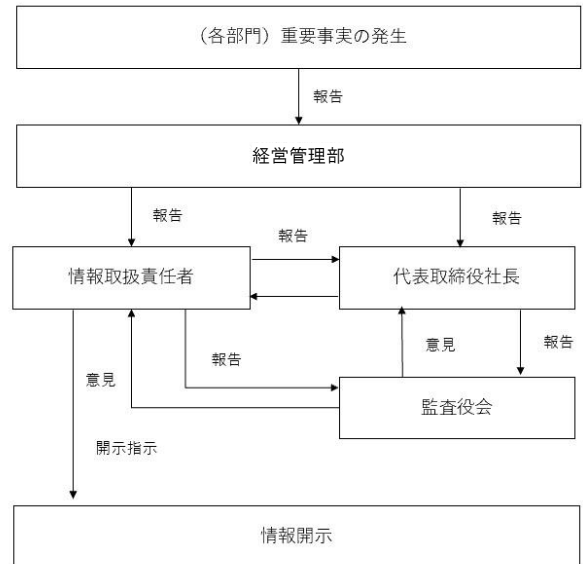 (各部門)重要事実の発生
報告
経営管理部
報告
報告
報告
情報取扱責任者
代表取締役社長
報告
意見
報告
意見
監査役会
開示指示
情報開示